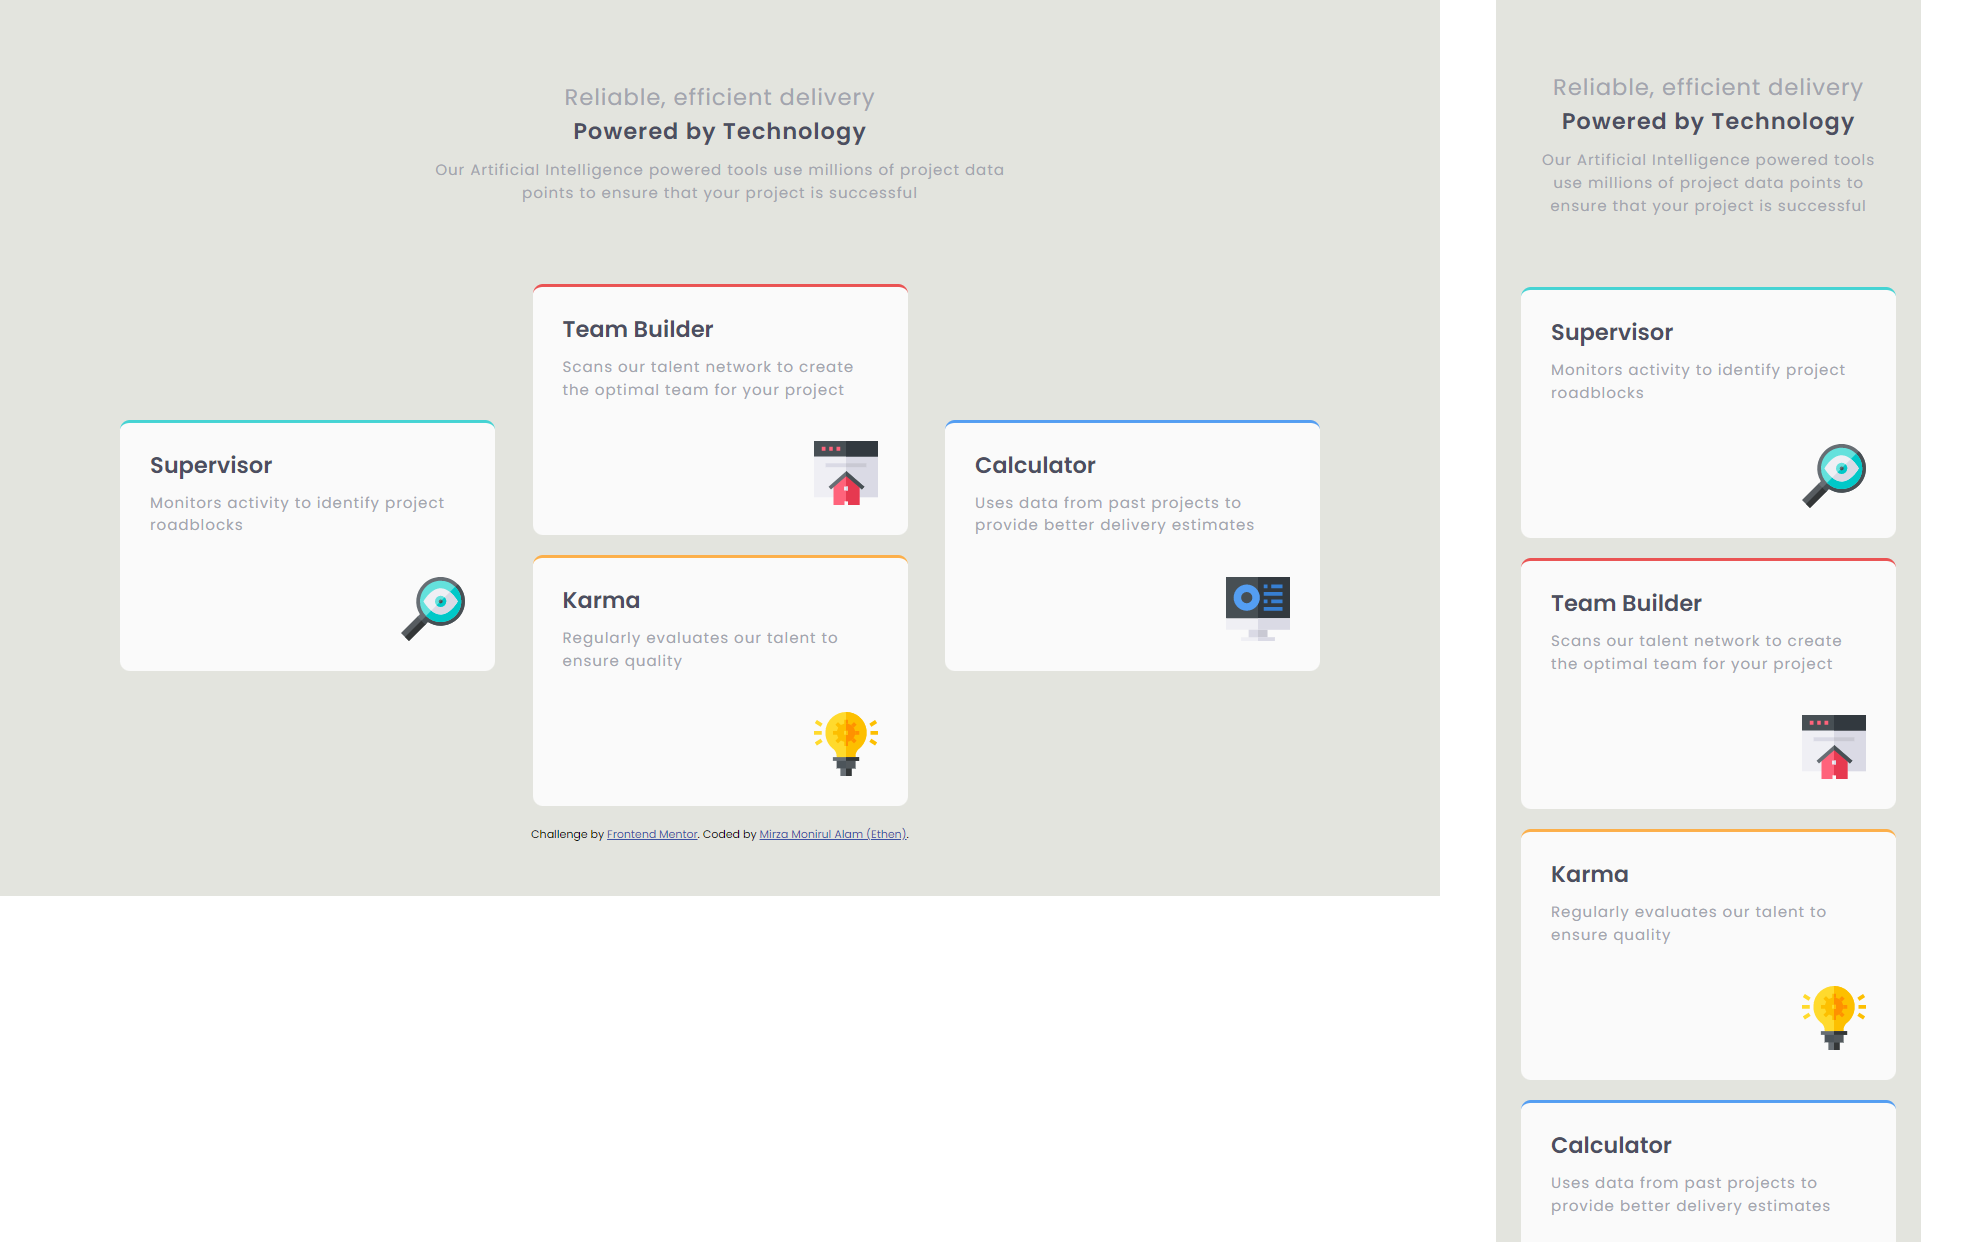 Reliable, efficient delivery
Powered by Technology
Our Artificial Intelligence powered tools use millions of project data
points to ensure that your project is successful
Team Builder
Scans our talent network to create
the optimal team for your project
Supervisor
Monitors activity to identify project
roadblocks
Calculator
Uses data from past projects to
provide better delivery estimates
Karma
Regularly evaluates our talent to
ensure quality
Challenge by Frontend Mentor. Coded by Mirza Monirul Alam (Ethen).
Reliable, efficient delivery
Powered by Technology
Our Artificial Intelligence powered tools
use millions of project data points to
ensure that your project is successful
Supervisor
Monitors activity to identify project
roadblocks
Team Builder
Scans our talent network to create
the optimal team for your project
Karma
Regularly evaluates our talent to
ensure quality
Calculator
Uses data from past projects to
provide better delivery estimates